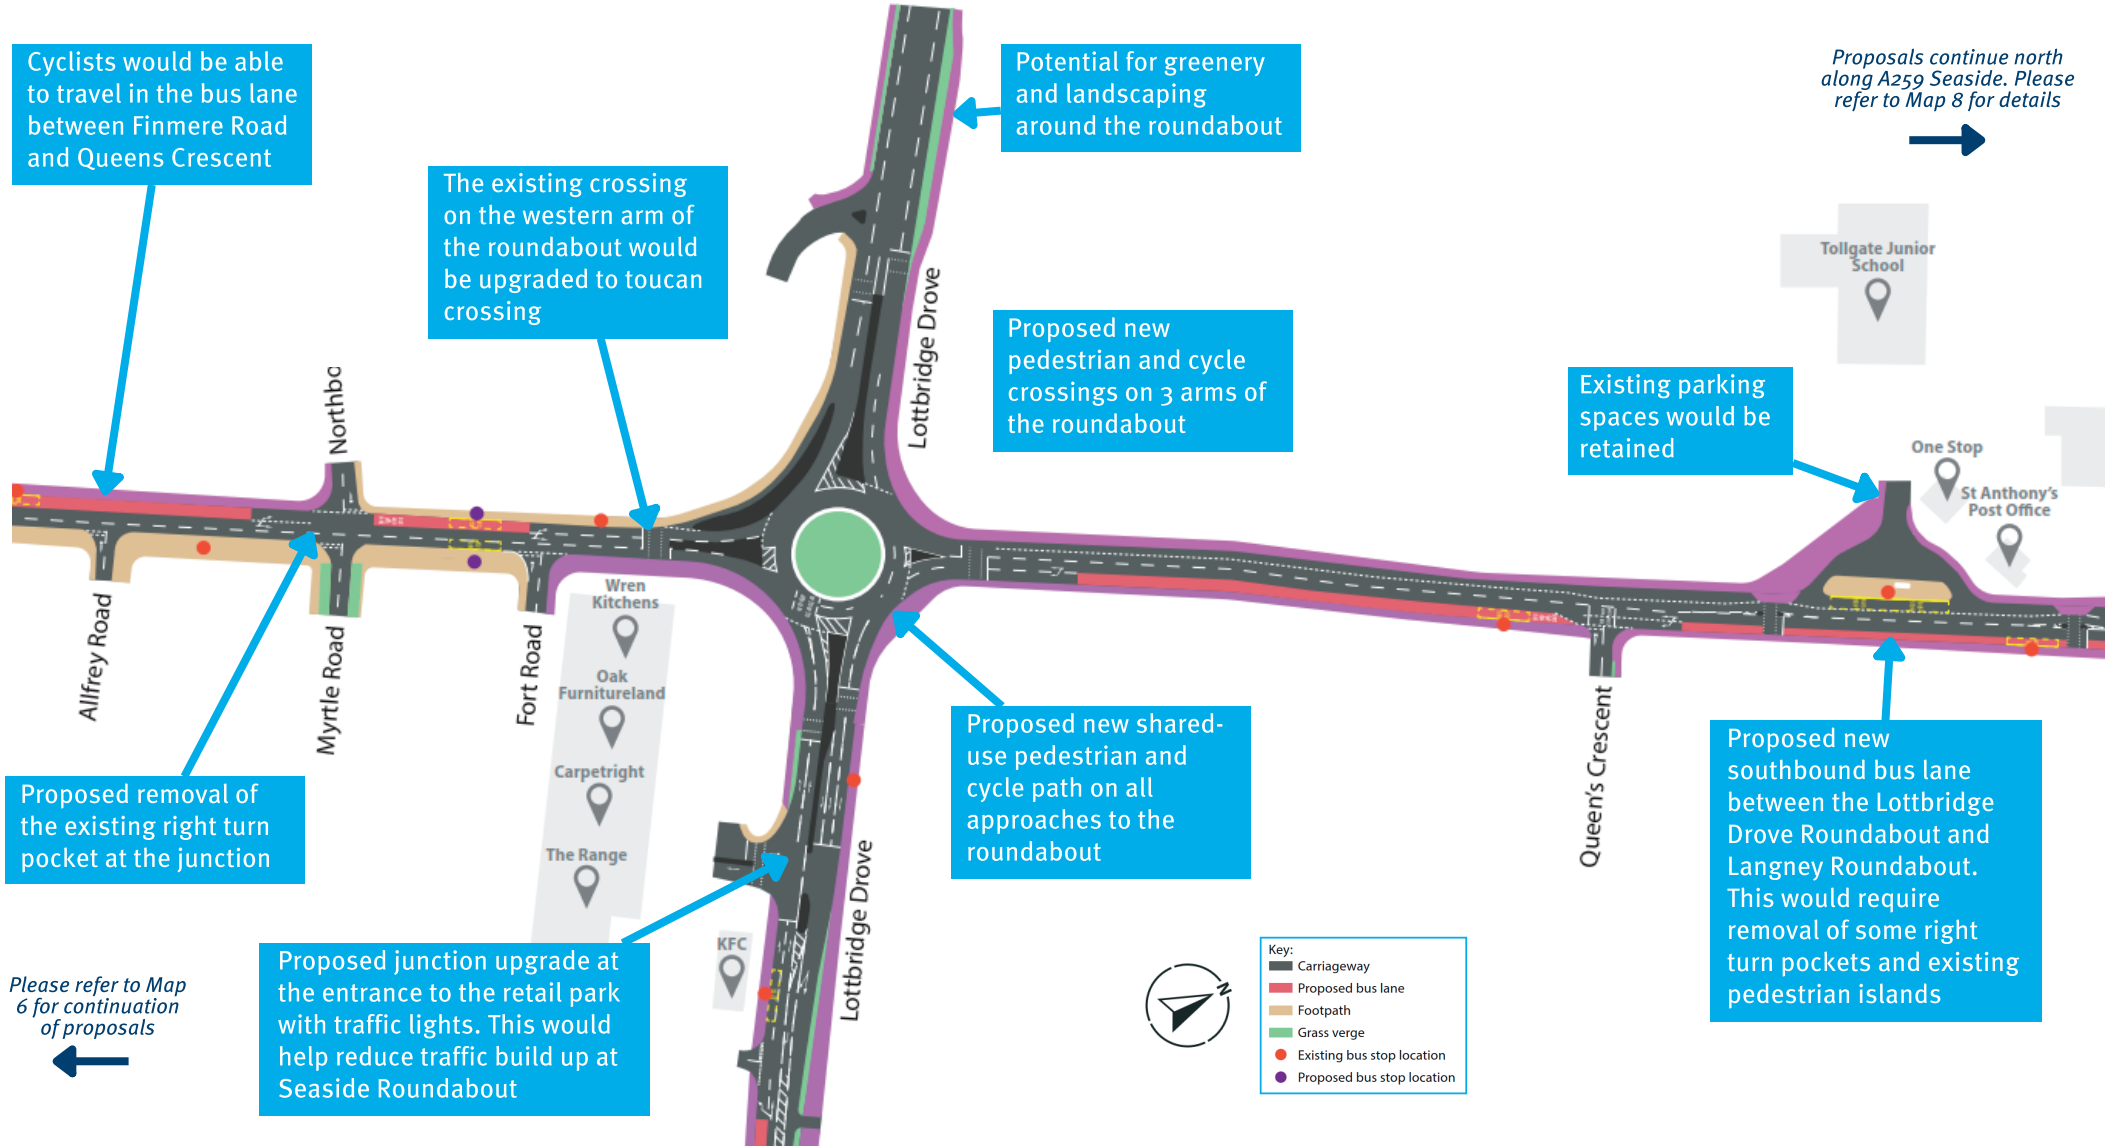 Cyclists would be able
to travel in the bus lane
between Finmere Road
and Queens Crescent
The existing crossing
on the western arm of
the roundabout would
be upgraded to toucan
crossing
Potential for greenery
and landscaping
around the roundabout
Proposals continue north
along A259 Seaside. Please
refer to Map 8 for details
Tollgate Junior
School
Proposed new
pedestrian and cycle
crossings on 3 arms of
the roundabout
Existing parking
spaces would be
retained
One Stop
St Anthony's
Post Office
Lottbridge Drove
Northbo
Wren
Kitchens
Oak
Furnitureland
Carpetright
The Range
KFC
Allfrey Road
Myrtle Road
Fort Road
Queen's Crescent
Lottbridge Drove
Proposed removal of
the existing right turn
pocket at the junction
Proposed new shared-
use pedestrian and
cycle path on all
approaches to the
roundabout
Proposed new
southbound bus lane
between the Lottbridge
Drove Roundabout and
Langney Roundabout.
This would require
removal of some right
turn pockets and existing
pedestrian islands
Proposed junction upgrade at
the entrance to the retail park
with traffic lights. This would
help reduce traffic build up at
Seaside Roundabout
Please refer to Map
6 for continuation
of proposals
N
Key:
Carriageway
Proposed bus lane
Footpath
Grass verge
Existing bus stop location
Proposed bus stop location